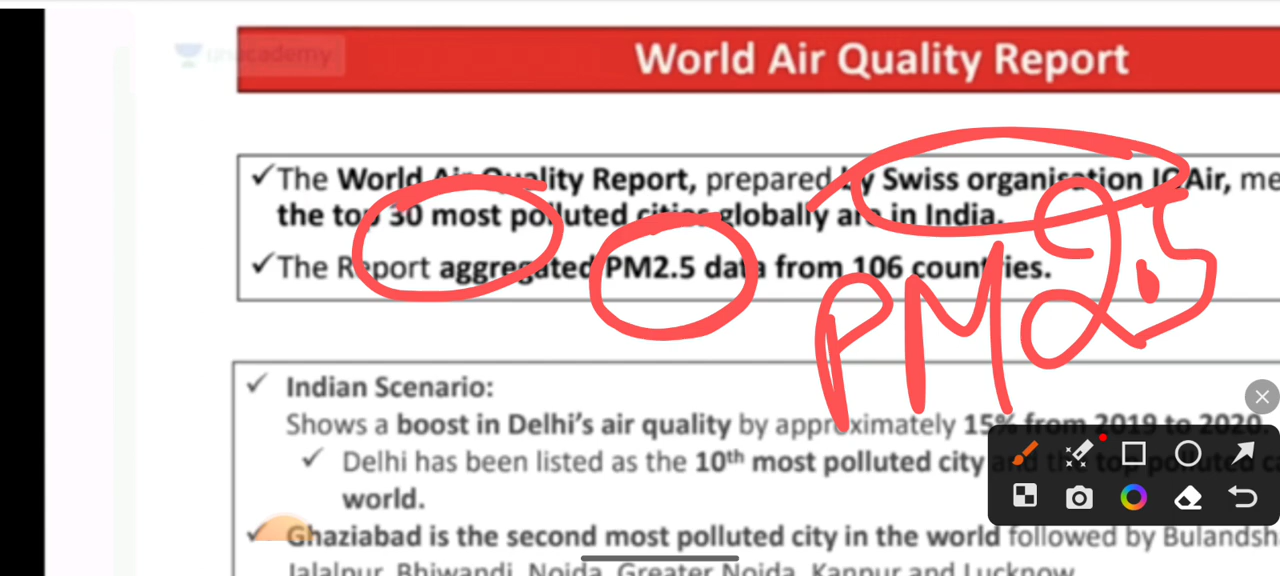 unacademy
World Air Quality Report
✓The World Air Quality Report, prepared by Swiss organisation IQAir, me
the top 30 most polluted cities globally are in India.
✓The Report aggregated PM2.5 data from 106 countries.
PM2.5
✓ Indian Scenario:
Shows a boost in Delhi's air quality by approximately 15% from 2019 to 2020.
✓ Delhi has been listed as the 10th most polluted city and the top polluted ca
world.
✓ Ghaziabad is the second most polluted city in the world followed by Bulandsh
Jalalpur, Bhiwandi, Noida, Greater Noida, Kanpur and Lucknow